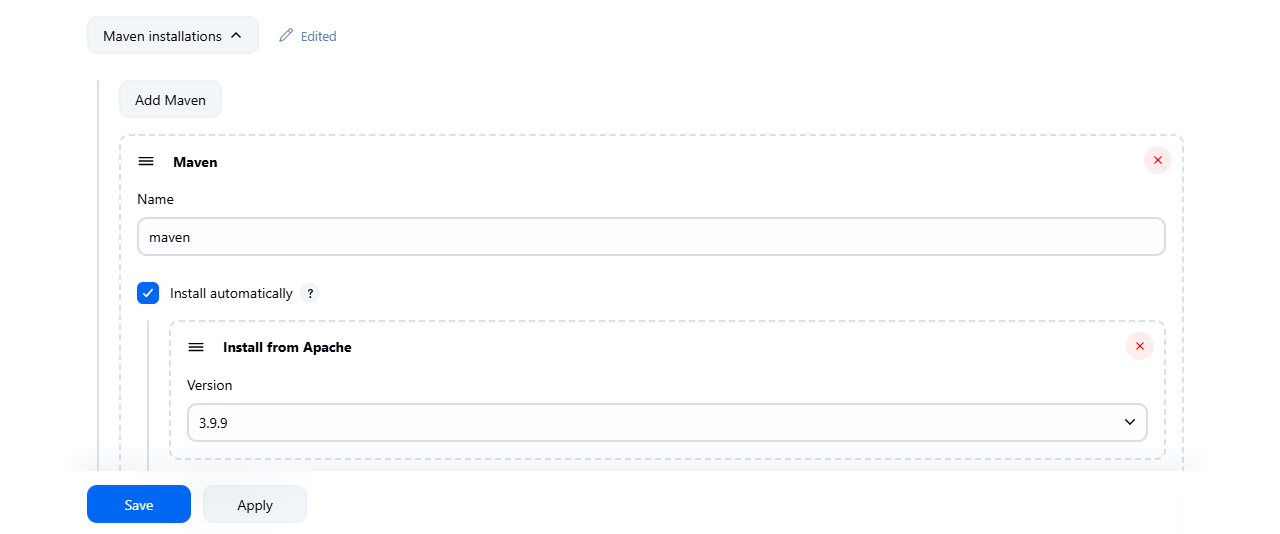 Maven installations
Edited
Add Maven
Maven
Name
maven
Install automatically ?
Install from Apache
Version
3.9.9
Save Apply